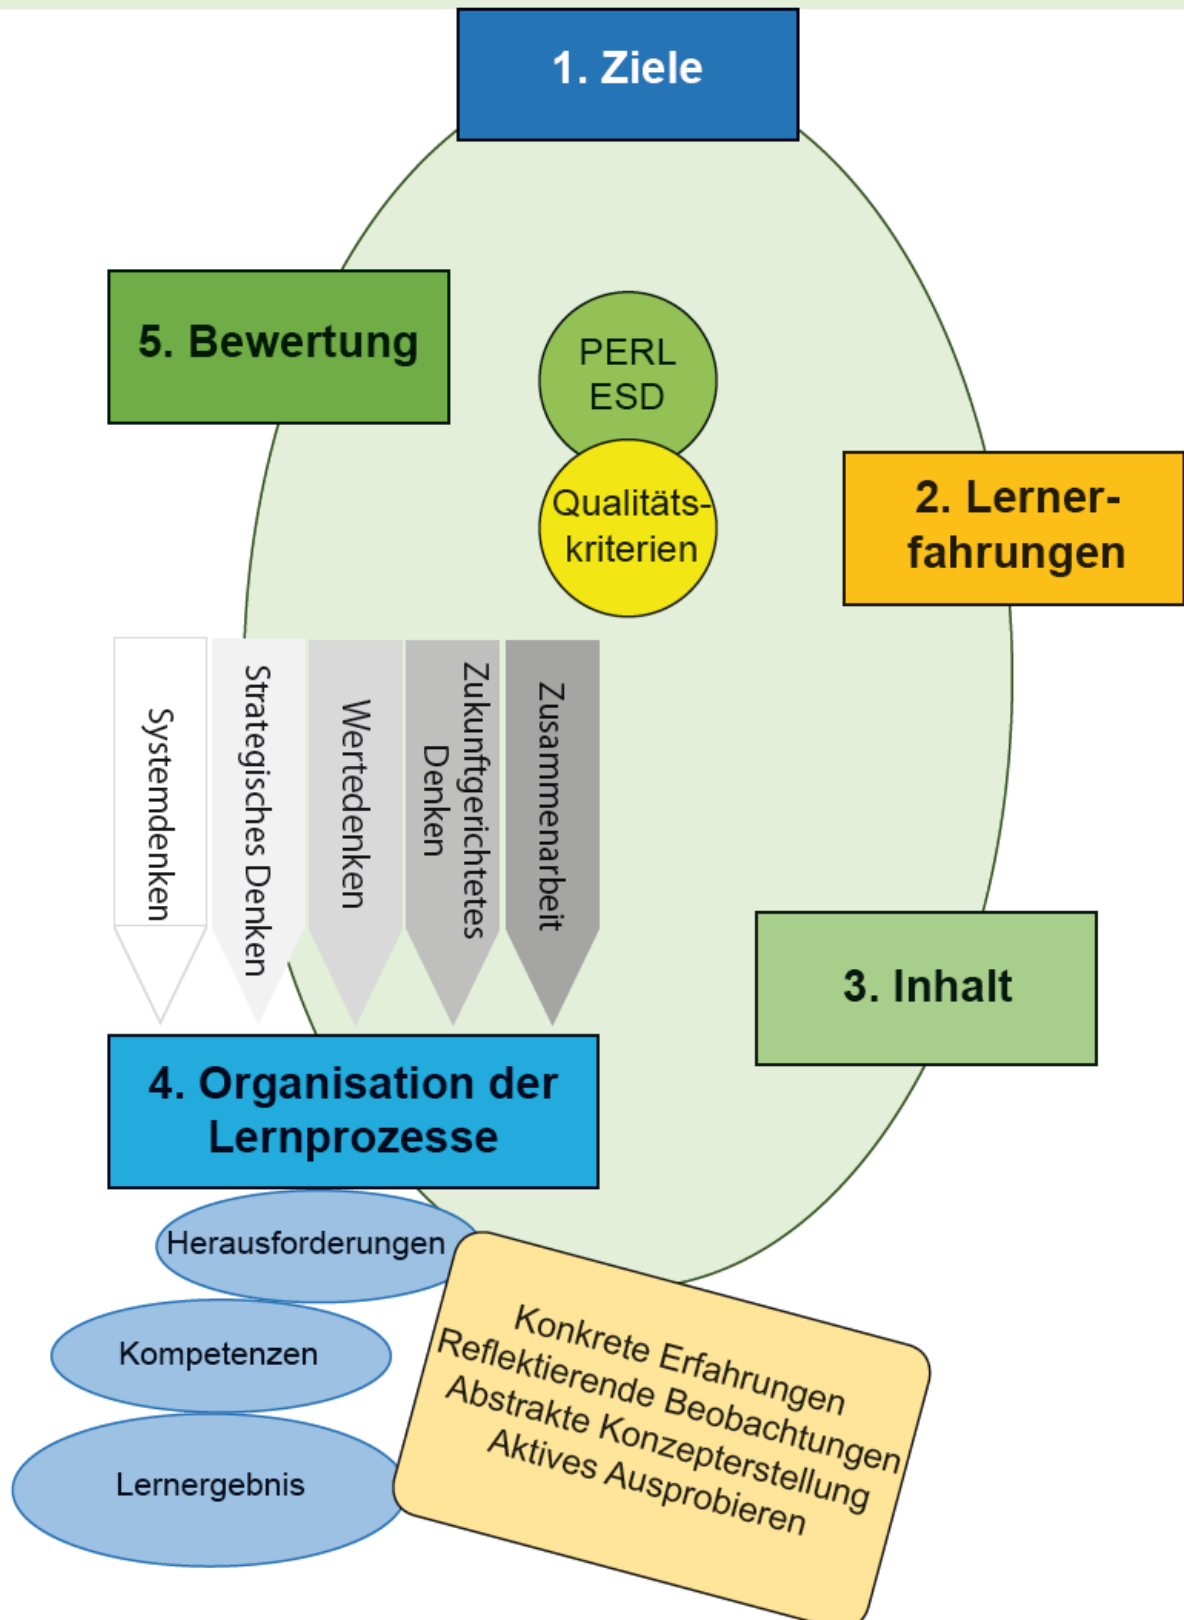 1. Ziele
5. Bewertung
PERL
ESD
Qualitäts-
kriterien
2. Lerner-
fahrungen
Systemdenken
Strategisches Denken
Wertedenken
Zukunftgerichtetes
Denken
Zusammenarbeit
3. Inhalt
4. Organisation der
Lernprozesse
Herausforderungen
Kompetenzen
Lernergebnis
Konkrete Erfahrungen
Reflektierende Beobachtungen
Abstrakte Konzepterstellung
Aktives Ausprobieren